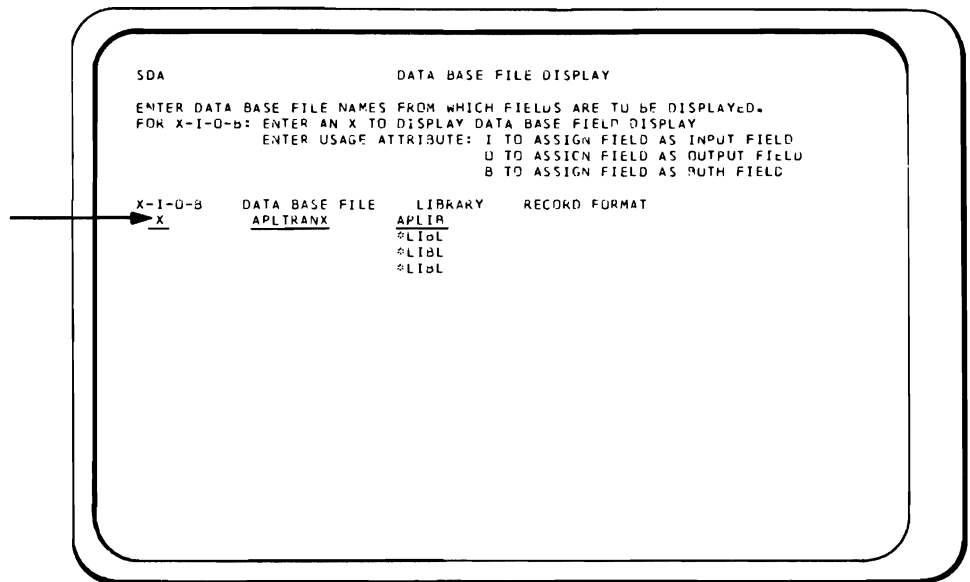 SDA DATA BASE FILE DISPLAY
ENTER DATA BASE FILE NAMES FROM WHICH FIELDS ARE TO BE DISPLAYED.
FOR X-I-O-B: ENTER AN X TO DISPLAY DATA BASE FIELD DISPLAY
ENTER USAGE ATTRIBUTE: I TO ASSIGN FIELD AS INPUT FIELD
O TO ASSIGN FIELD AS OUTPUT FIELD
B TO ASSIGN FIELD AS BOTH FIELD
X-I-O-B DATA BASE FILE LIBRARY RECORD FORMAT
X APLTRANX APLIB
*LIBL
*LIBL
*LIBL